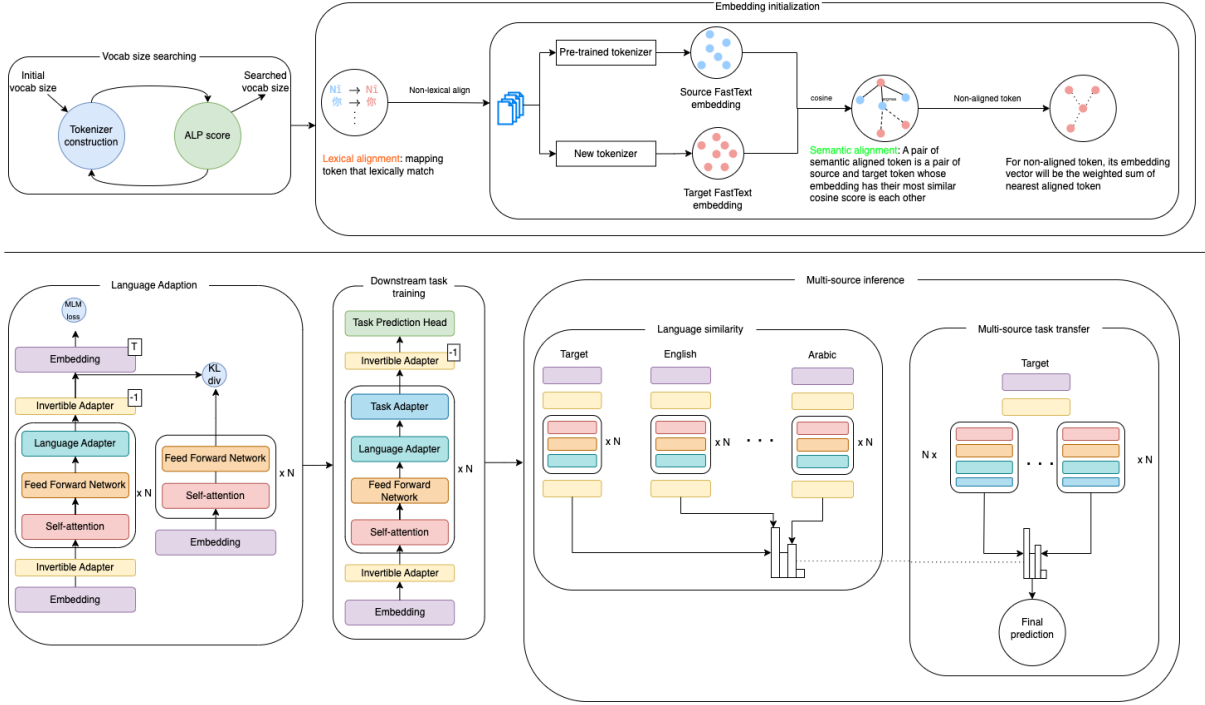 Embedding initialization
Vocab size searching
Initial
vocab size
Searched
vocab size
Tokenizer
construction
ALP score
Nǐ → Nǐ
你 → 你
Lexical alignment: mapping
token that lexically match
Non-lexical align
Pre-trained tokenizer
New tokenizer
Source FastText
embedding
Target FastText
embedding
cosine
Semantic alignment: A pair of
semantic aligned token is a pair of
source and target token whose
embedding has their most similar
cosine score is each other
Non-aligned token
For non-aligned token, its embedding
vector will be the weighted sum of
nearest aligned token
Language Adaption
MLM
loss
Embedding
T
KL
div
Invertible Adapter
-1
Language Adapter
Feed Forward Network
Self-attention
x N
Invertible Adapter
Embedding
Feed Forward Network
Self-attention
x N
Embedding
Downstream task
training
Task Prediction Head
Invertible Adapter
-1
Task Adapter
Language Adapter
Feed Forward
Network
Self-attention
x N
Invertible Adapter
Embedding
Multi-source inference
Language similarity
Target
English
Arabic
x N
x N
x N
Multi-source task transfer
Target
N x
x N
Final
prediction